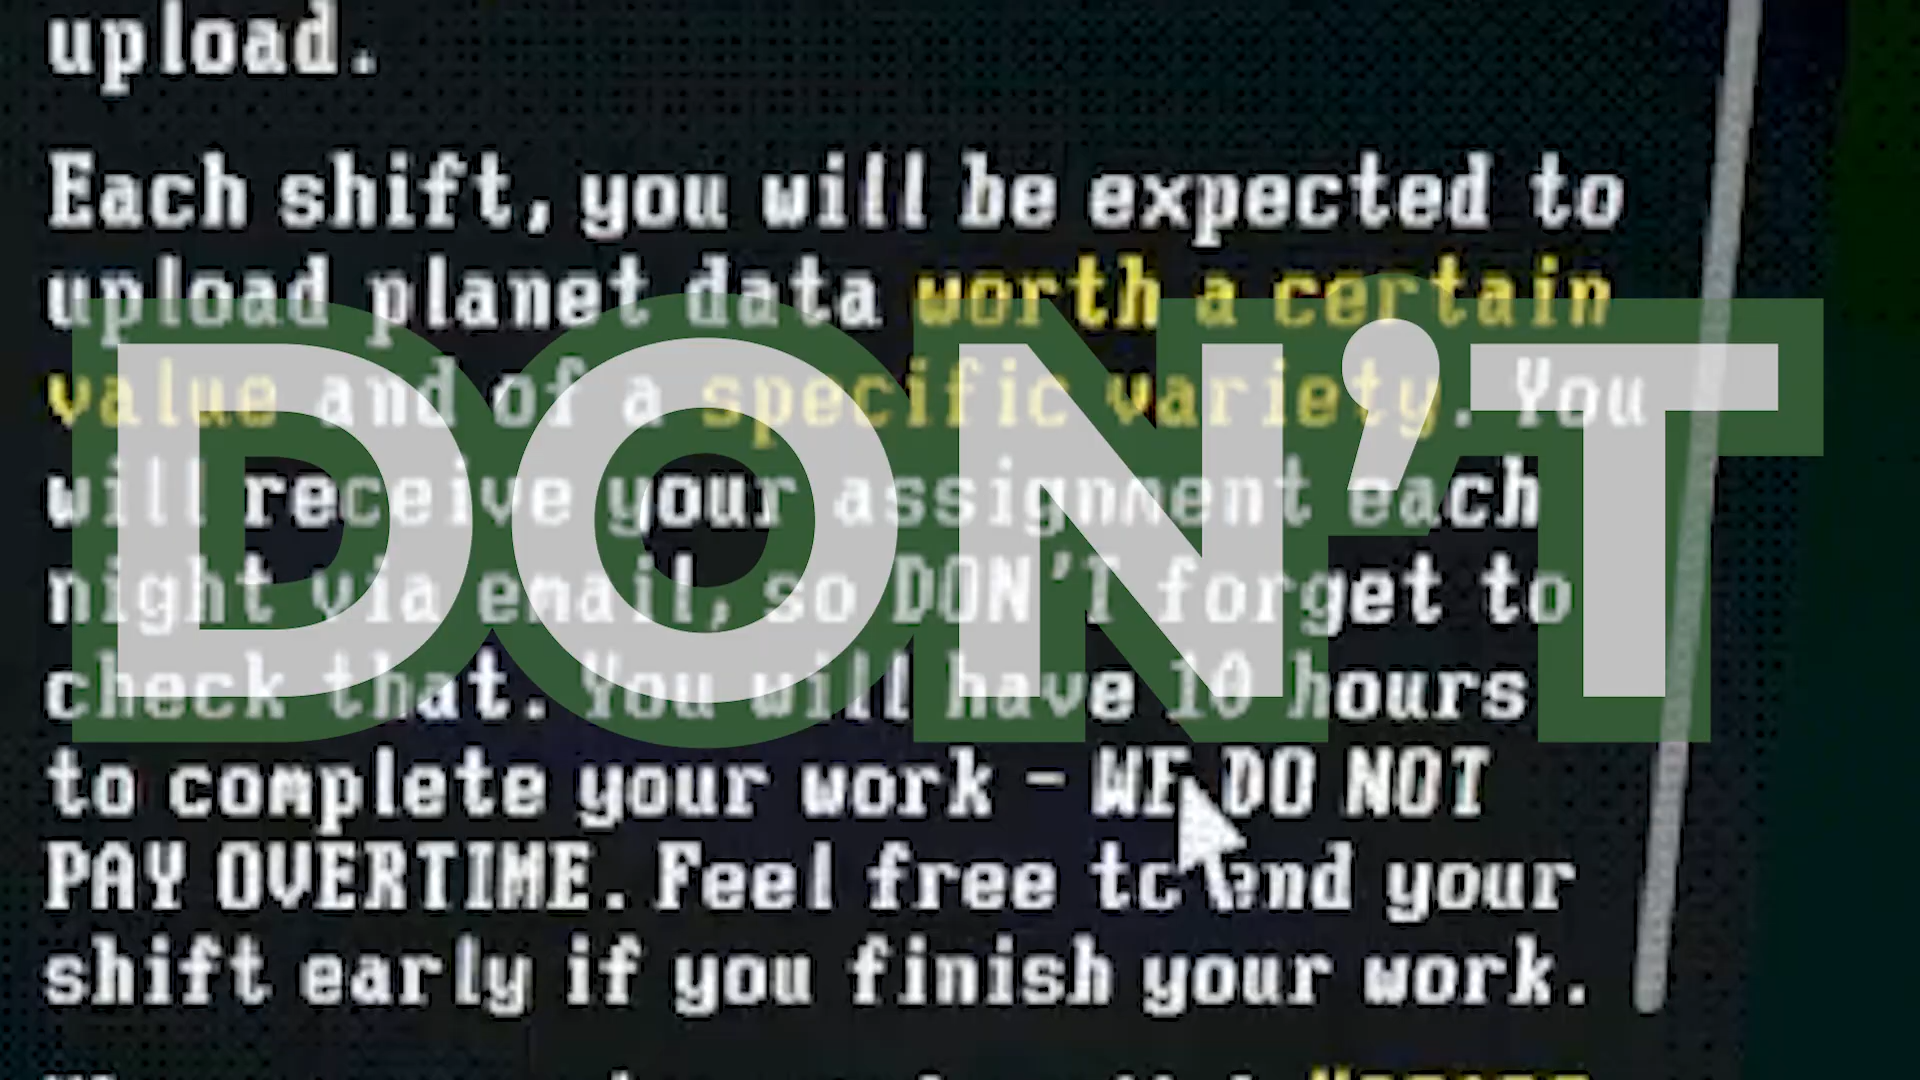 upload.
Each shift, you will be expected to
upload planet data worth a certain
value and of a specific variety. You
will receive your assignment each
night via email, so DON'T forget to
check that. You will have 10 hours
to complete your work - WE DO NOT
PAY OVERTIME. Feel free to end your
shift early if you finish your work.
DON'T